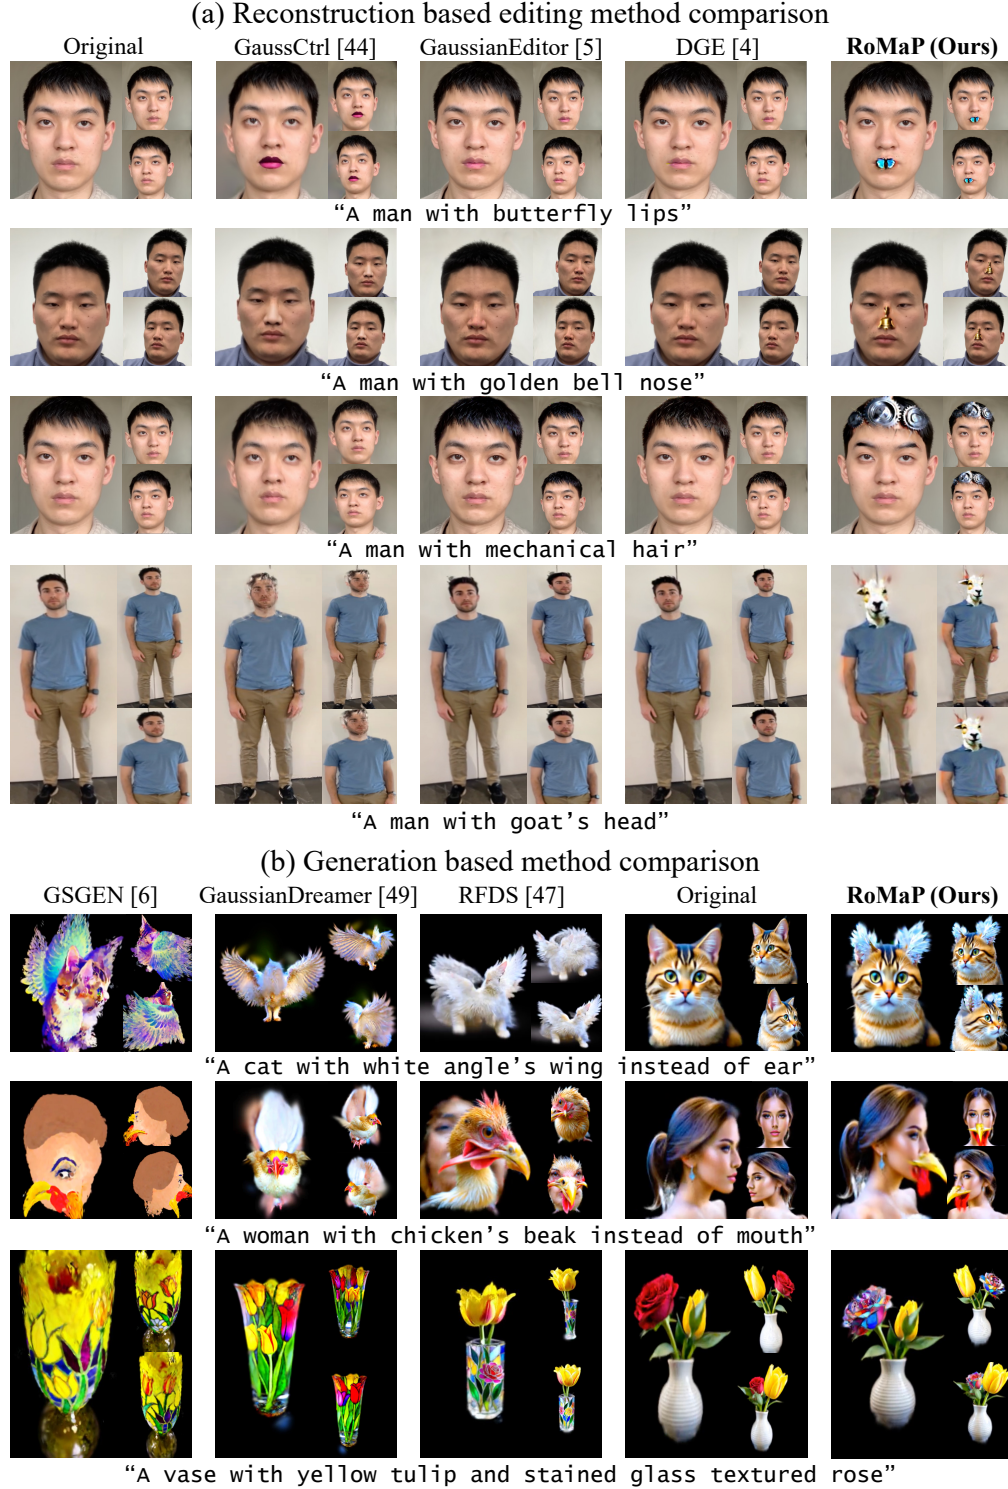 (a) Reconstruction based editing method comparison
Original GaussCtrl [44] GaussianEditor [5] DGE [4] RoMaP (Ours)
“A man with butterfly lips”
“A man with golden bell nose”
“A man with mechanical hair”
“A man with goat’s head”
(b) Generation based method comparison
GSGEN [6] GaussianDreamer [49] RFDS [47] Original RoMaP (Ours)
“A cat with white angle’s wing instead of ear”
“A woman with chicken’s beak instead of mouth”
“A vase with yellow tulip and stained glass textured rose”